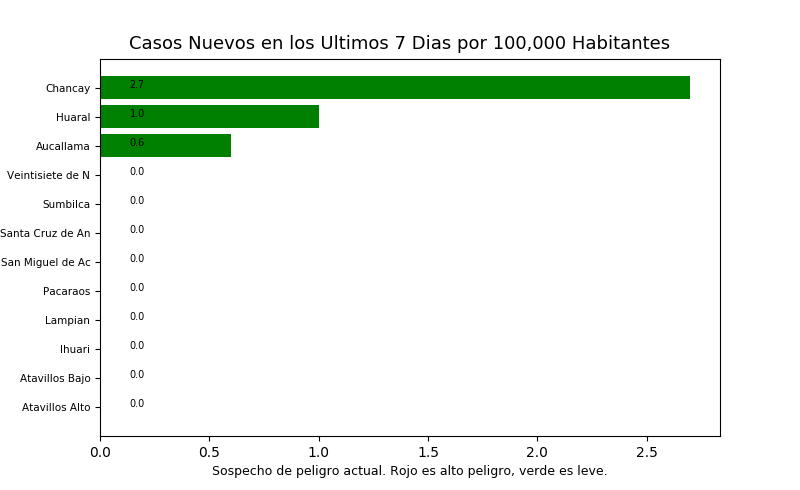 Casos Nuevos en los Ultimos 7 Dias por 100,000 Habitantes
Chancay 2.7
Huaral 1.0
Aucallama 0.6
Veintisiete de N 0.0
Sumbilca 0.0
Santa Cruz de An 0.0
San Miguel de Ac 0.0
Pacaraos 0.0
Lampian 0.0
Ihuari 0.0
Atavillos Bajo 0.0
Atavillos Alto 0.0
0.0 0.5 1.0 1.5 2.0 2.5
Sospecho de peligro actual. Rojo es alto peligro, verde es leve.